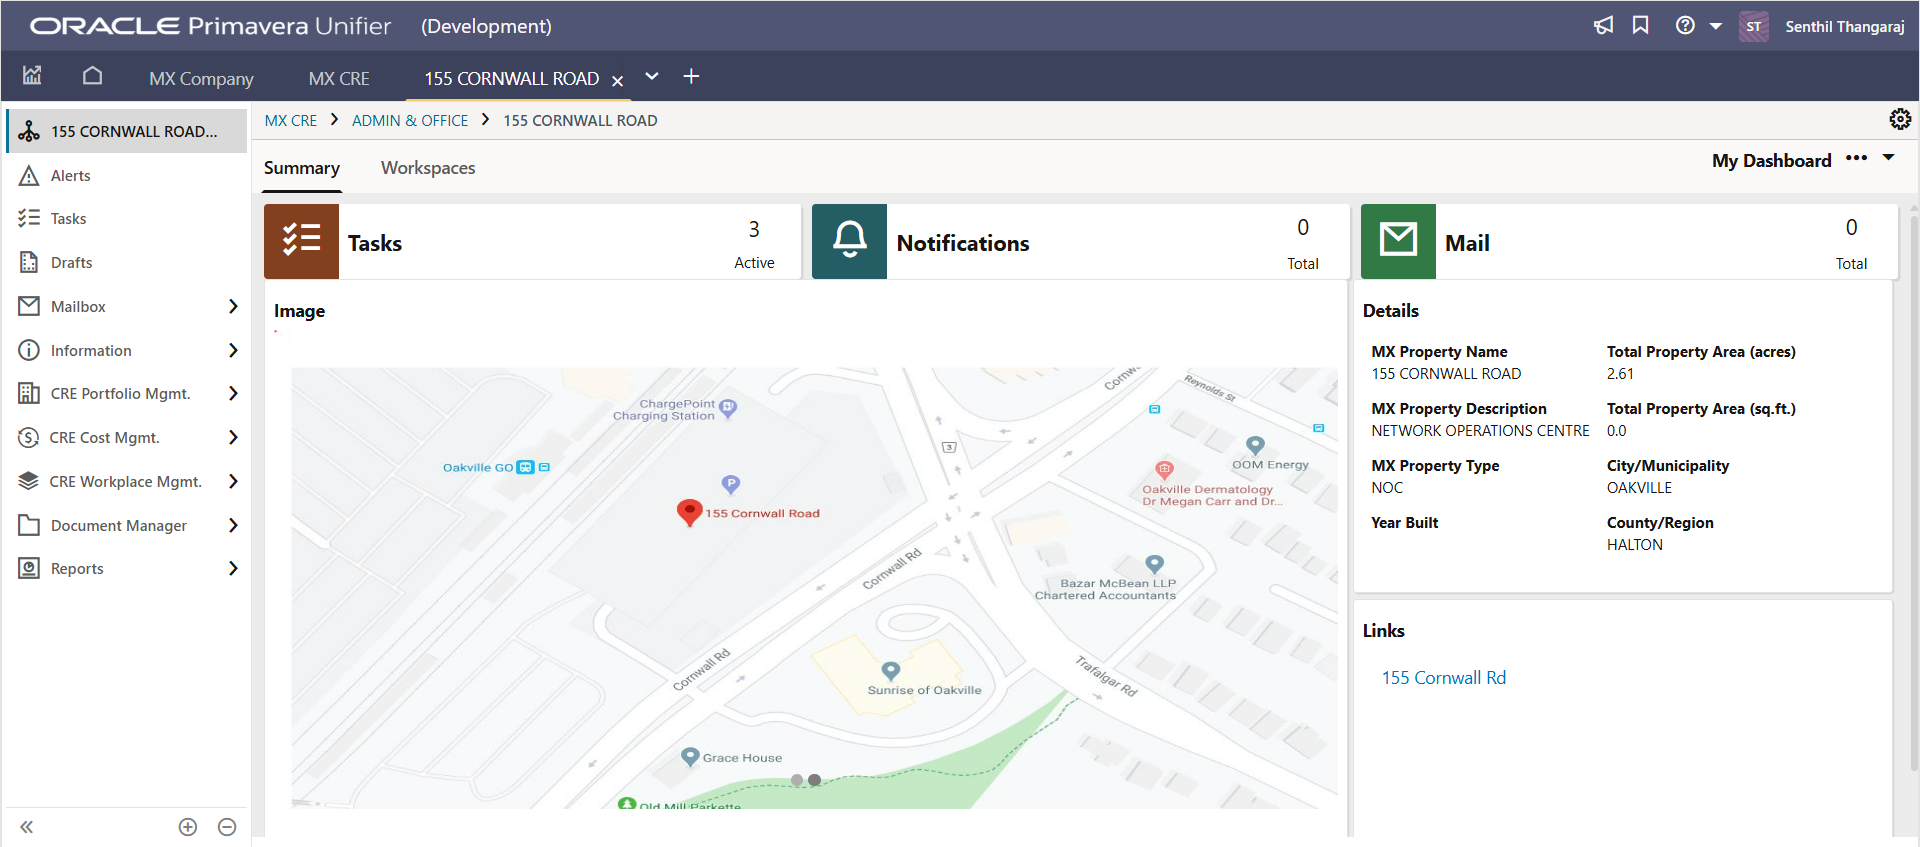 ORACLE Primavera Unifier (Development)
ST Senthil Thangaraj
MX Company MX CRE 155 CORNWALL ROAD
155 CORNWALL ROAD...
Alerts
Tasks
Drafts
Mailbox
Information
CRE Portfolio Mgmt.
CRE Cost Mgmt.
CRE Workplace Mgmt.
Document Manager
Reports
MX CRE > ADMIN & OFFICE > 155 CORNWALL ROAD
Summary Workspaces
My Dashboard
Tasks
3
Active
Notifications
0
Total
Mail
0
Total
Image
ChargePoint
Charging Station
Oakville GO
P
155 Cornwall Road
3
Cornw
Reynolds St
OOM Energy
Oakville Dermatology
Dr Megan Carr and Dr...
Cornwall Rd
Bazar McBean LLP
Chartered Accountants
Cornwall Rd
Trafalgar Rd
Sunrise of Oakville
Grace House
Old Mill Parkette
Details
MX Property Name
155 CORNWALL ROAD
Total Property Area (acres)
2.61
MX Property Description
NETWORK OPERATIONS CENTRE
Total Property Area (sq.ft.)
0.0
MX Property Type
NOC
City/Municipality
OAKVILLE
Year Built
County/Region
HALTON
Links
155 Cornwall Rd